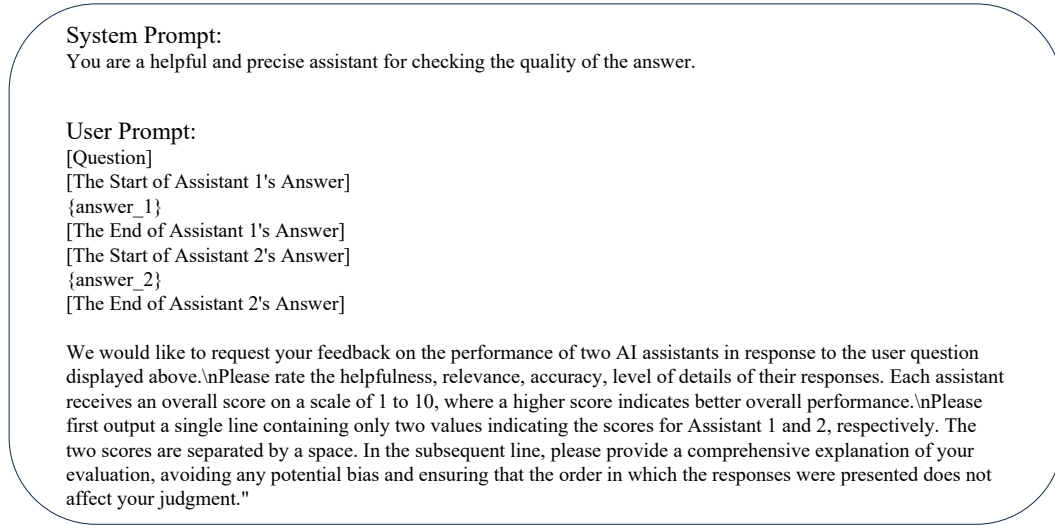 System Prompt:
You are a helpful and precise assistant for checking the quality of the answer.
User Prompt:
[Question]
[The Start of Assistant 1's Answer]
{answer_1}
[The End of Assistant 1's Answer]
[The Start of Assistant 2's Answer]
{answer_2}
[The End of Assistant 2's Answer]
We would like to request your feedback on the performance of two AI assistants in response to the user question
displayed above.\nPlease rate the helpfulness, relevance, accuracy, level of details of their responses. Each assistant
receives an overall score on a scale of 1 to 10, where a higher score indicates better overall performance.\nPlease
first output a single line containing only two values indicating the scores for Assistant 1 and 2, respectively. The
two scores are separated by a space. In the subsequent line, please provide a comprehensive explanation of your
evaluation, avoiding any potential bias and ensuring that the order in which the responses were presented does not
affect your judgment."